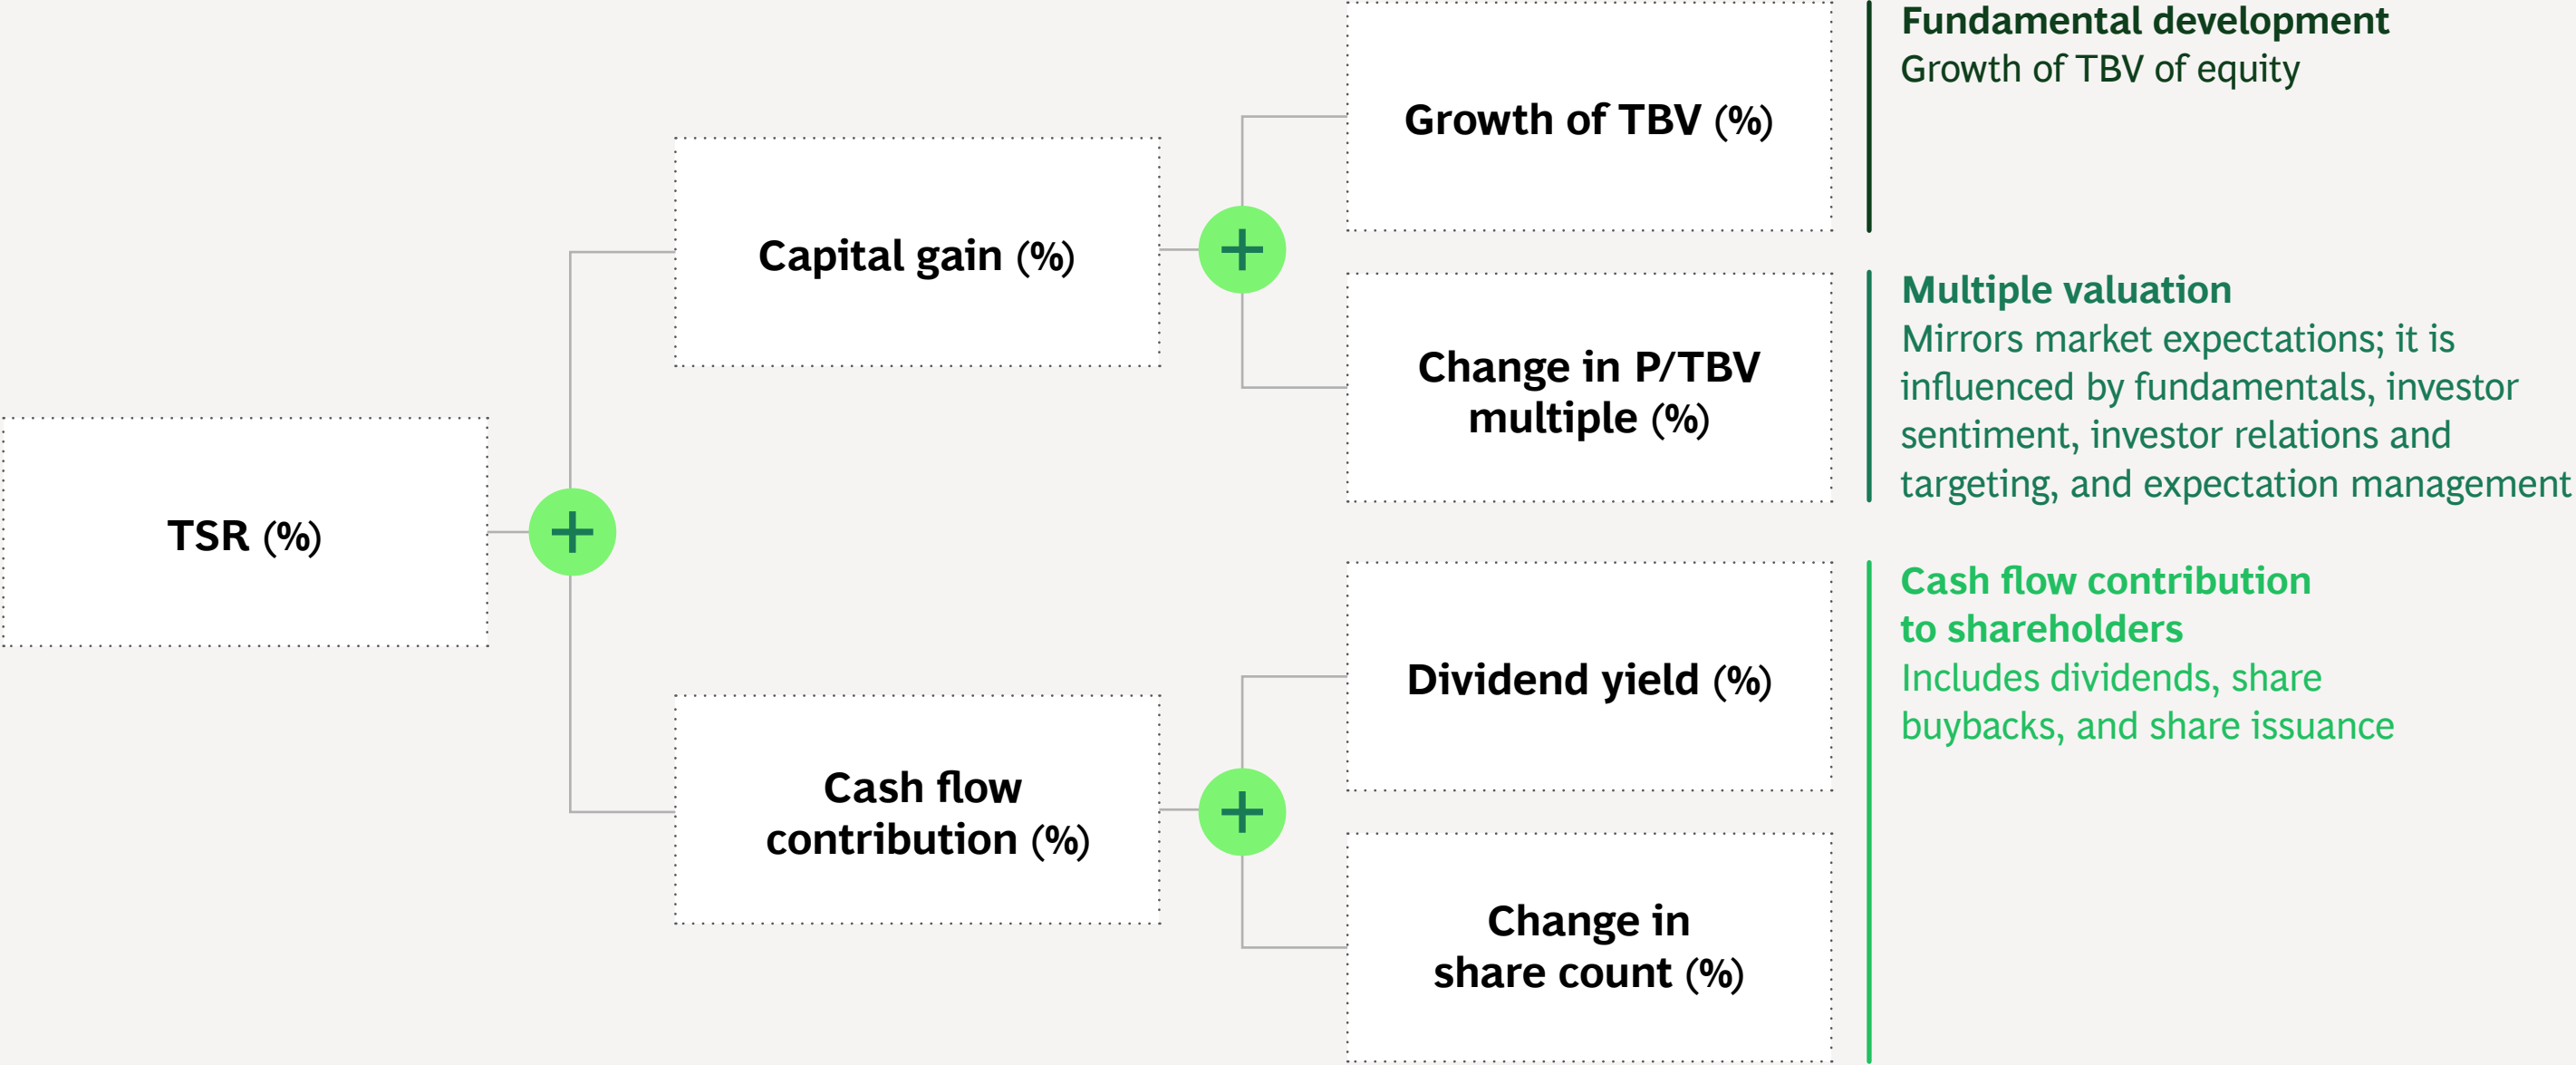 TSR (%)
Capital gain (%)
Cash flow
contribution (%)
Growth of TBV (%)
Change in P/TBV
multiple (%)
Dividend yield (%)
Change in
share count (%)
Fundamental development
Growth of TBV of equity
Multiple valuation
Mirrors market expectations; it is
influenced by fundamentals, investor
sentiment, investor relations and
targeting, and expectation management
Cash flow contribution
to shareholders
Includes dividends, share
buybacks, and share issuance